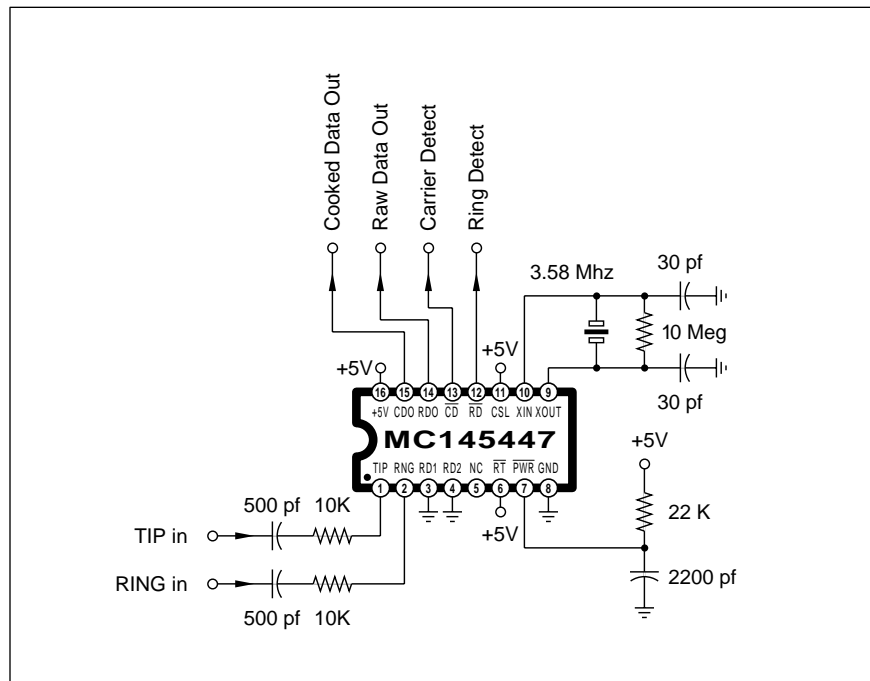 Cooked Data Out
Raw Data Out
Carrier Detect
Ring Detect
3.58 Mhz
30 pf
10 Meg
30 pf
+5V
+5V
16 15 14 13 12 11 10 9
+5V CDO RDO CD RD CSL XIN XOUT
MC145447
TIP RNG RD1 RD2 NC RT PWR GND
1 2 3 4 5 6 7 8
+5V
+5V
22 K
2200 pf
500 pf 10K
TIP in
RING in
500 pf 10K